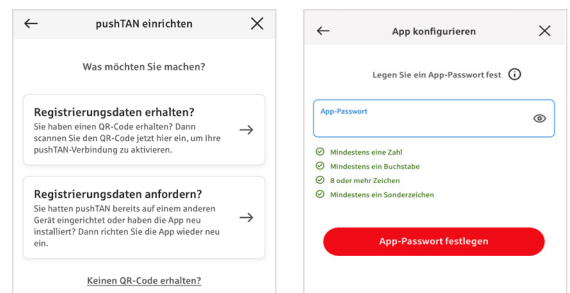 pushTAN einrichten
Was möchten Sie machen?
Registrierungsdaten erhalten?
Sie haben einen QR-Code erhalten? Dann
scannen Sie den QR-Code jetzt hier ein, um Ihre
pushTAN-Verbindung zu aktivieren.
Registrierungsdaten anfordern?
Sie hatten pushTAN bereits auf einem anderen
Gerät eingerichtet oder haben die App neu
installiert? Dann richten Sie die App wieder neu
ein.
Keinen QR-Code erhalten?
App konfigurieren
Legen Sie ein App-Passwort fest
App-Passwort
Mindestens eine Zahl
Mindestens ein Buchstabe
8 oder mehr Zeichen
Mindestens ein Sonderzeichen
App-Passwort festlegen